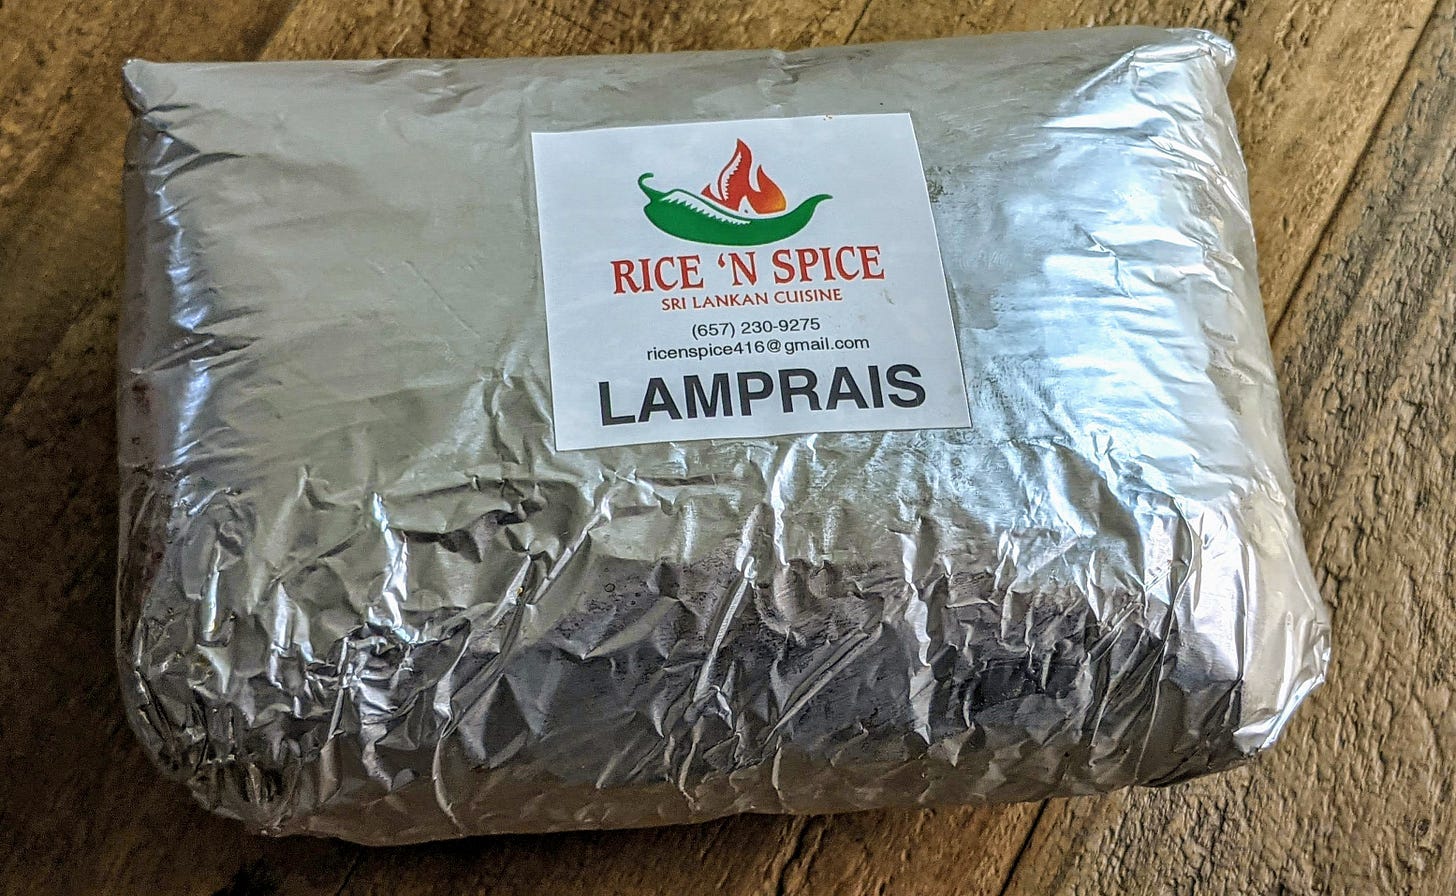 RICE ‘N SPICE
SRI LANKAN CUISINE
(657) 230-9275
ricenspice416@gmail.com
LAMPRAIS